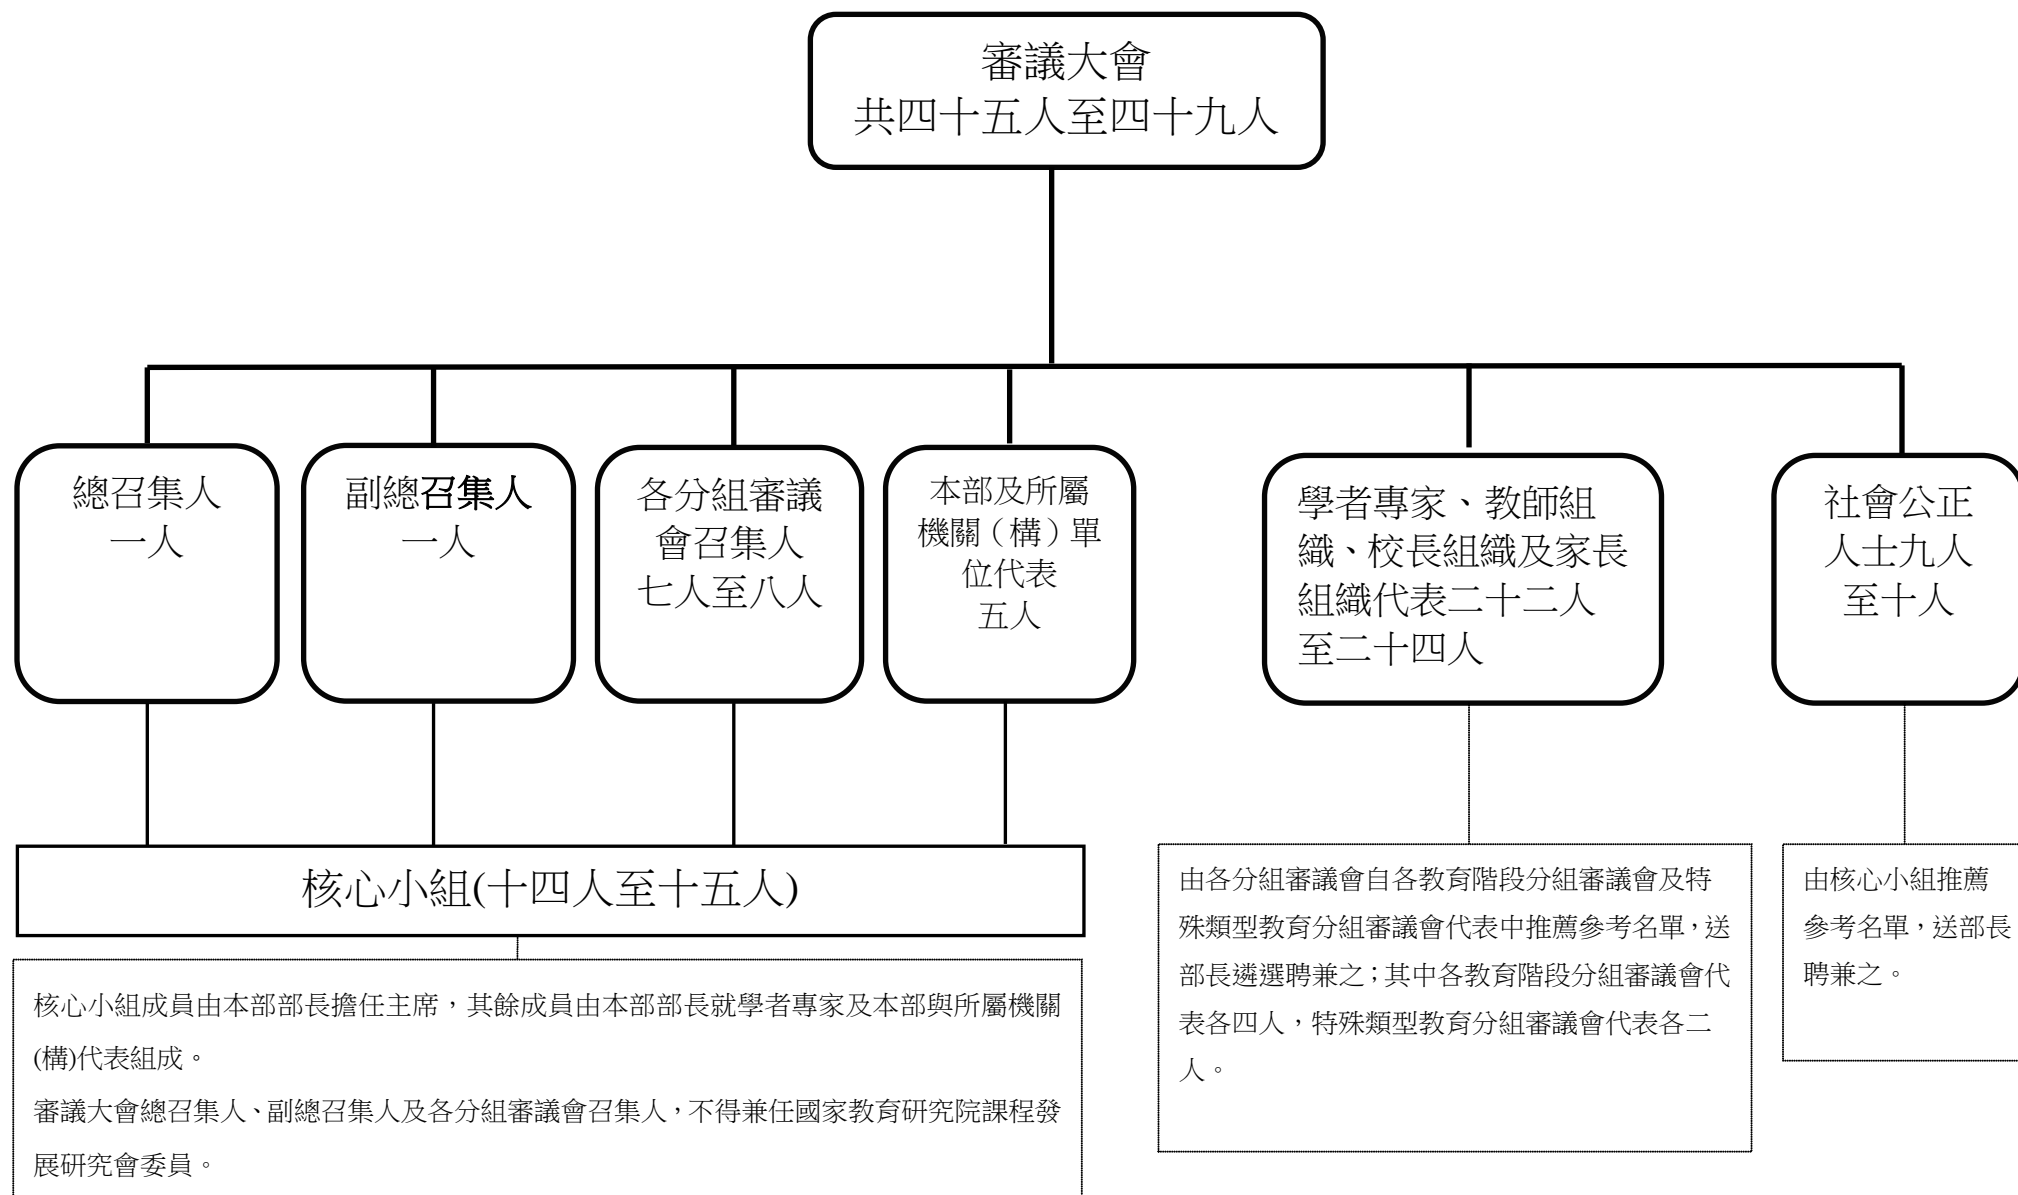 審議大會
共四十五人至四十九人
總召集人
一人
副總召集人
一人
各分組審議
會召集人
七人至八人
本部及所屬
機關（構）單
位代表
五人
學者專家、教師組
織、校長組織及家長
組織代表二十二人
至二十四人
社會公正
人士九人
至十人
核心小組(十四人至十五人)
核心小組成員由本部部長擔任主席，其餘成員由本部部長就學者專家及本部與所屬機關
(構)代表組成。
審議大會總召集人、副總召集人及各分組審議會召集人，不得兼任國家教育研究院課程發
展研究會委員。
由各分組審議會自各教育階段分組審議會及特
殊類型教育分組審議會代表中推薦參考名單，送
部長遴選聘兼之；其中各教育階段分組審議會代
表各四人，特殊類型教育分組審議會代表各二
人。
由核心小組推薦
參考名單，送部長
聘兼之。